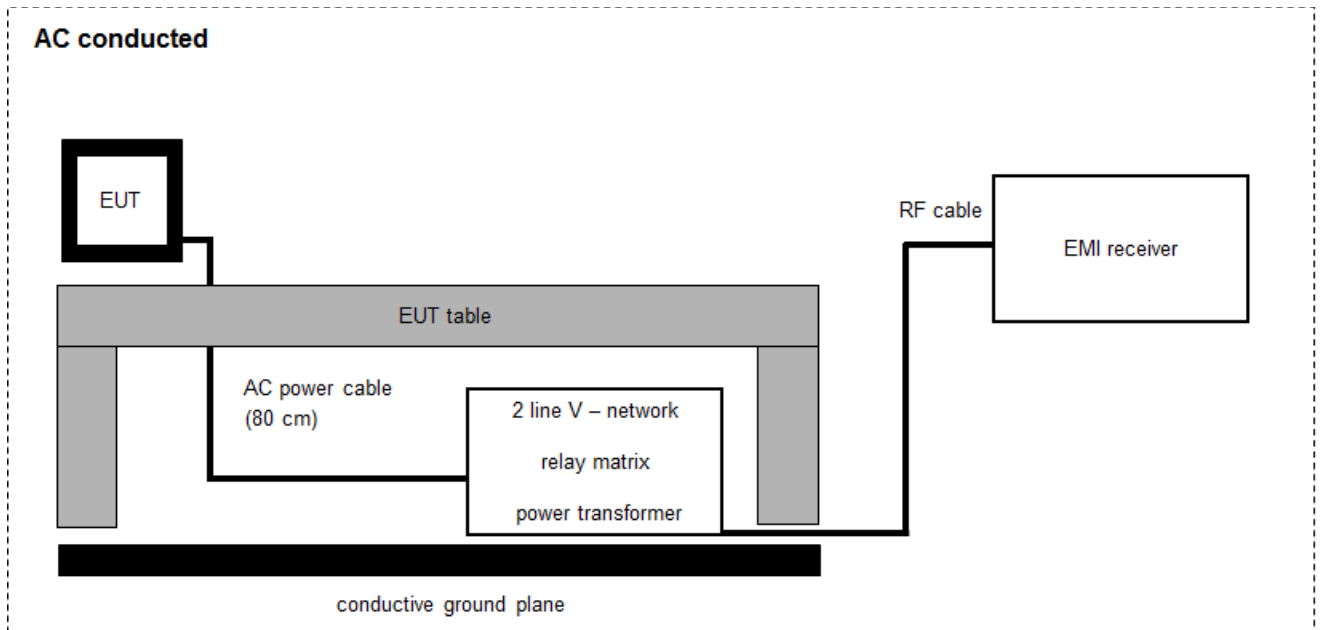 AC conducted
EUT
RF cable
EMI receiver
EUT table
AC power cable
(80 cm)
2 line V – network
relay matrix
power transformer
conductive ground plane